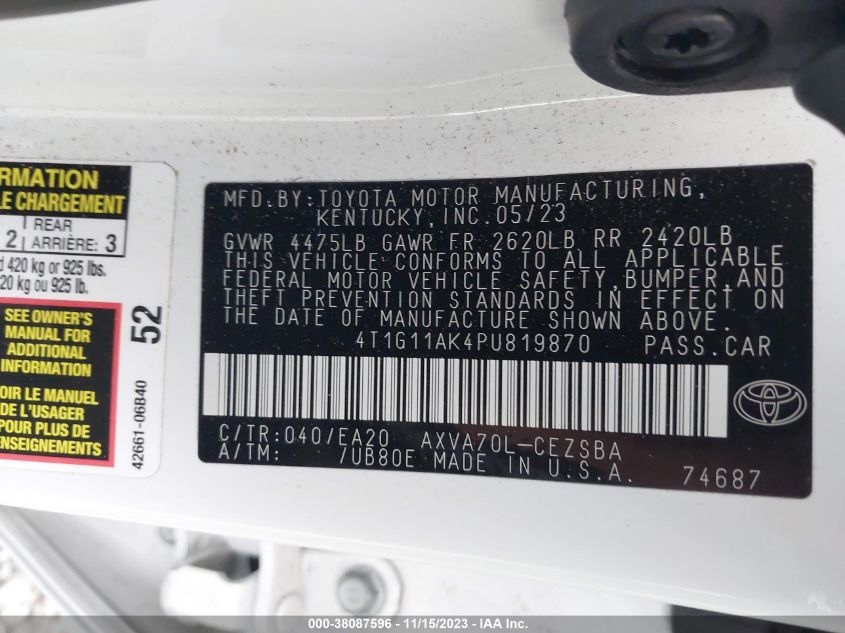 RMATION
LE CHARGEMENT
2 REAR ARRIÈRE: 3
d 420 kg or 925 lbs.
20 kg ou 925 lb.
SEE OWNER'S
MANUAL FOR
ADDITIONAL
INFORMATION
OIR LE MANUEL
DE L'USAGER
POUR PLUS DE
ENSEIGNEMENTS
52
42661-06B40
MFD.BY:TOYOTA MOTOR MANUFACTURING,
KENTUCKY,INC.05/23
GVWR 4475LB GAWR FR 2620LB RR 2420LB
THIS VEHICLE CONFORMS TO ALL APPLICABLE
FEDERAL MOTOR VEHICLE SAFETY,BUMPER,AND
THEFT PREVENTION STANDARDS IN EFFECT ON
THE DATE OF MANUFACTURE SHOWN ABOVE.
4T1G11AK4PU819870 PASS.CAR
C/TR:040/EA20 AXVA70L-CEZSBA
A/TM: /UB80E MADE IN U.S.A. 74687
TOYOTA
000-38087596 - 11/15/2023 - IAA Inc.